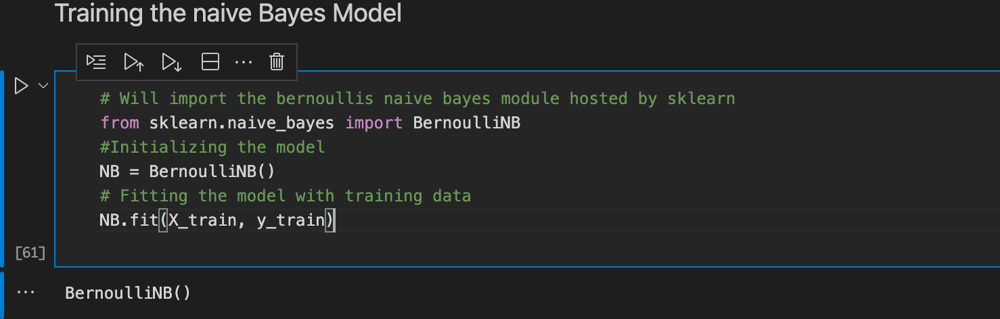 Training the naive Bayes Model
# Will import the bernoullis naive bayes module hosted by sklearn
from sklearn.naive_bayes import BernoulliNB
#Initializing the model
NB = BernoulliNB()
# Fitting the model with training data
NB.fit(X_train, y_train)
[61]
BernoulliNB()